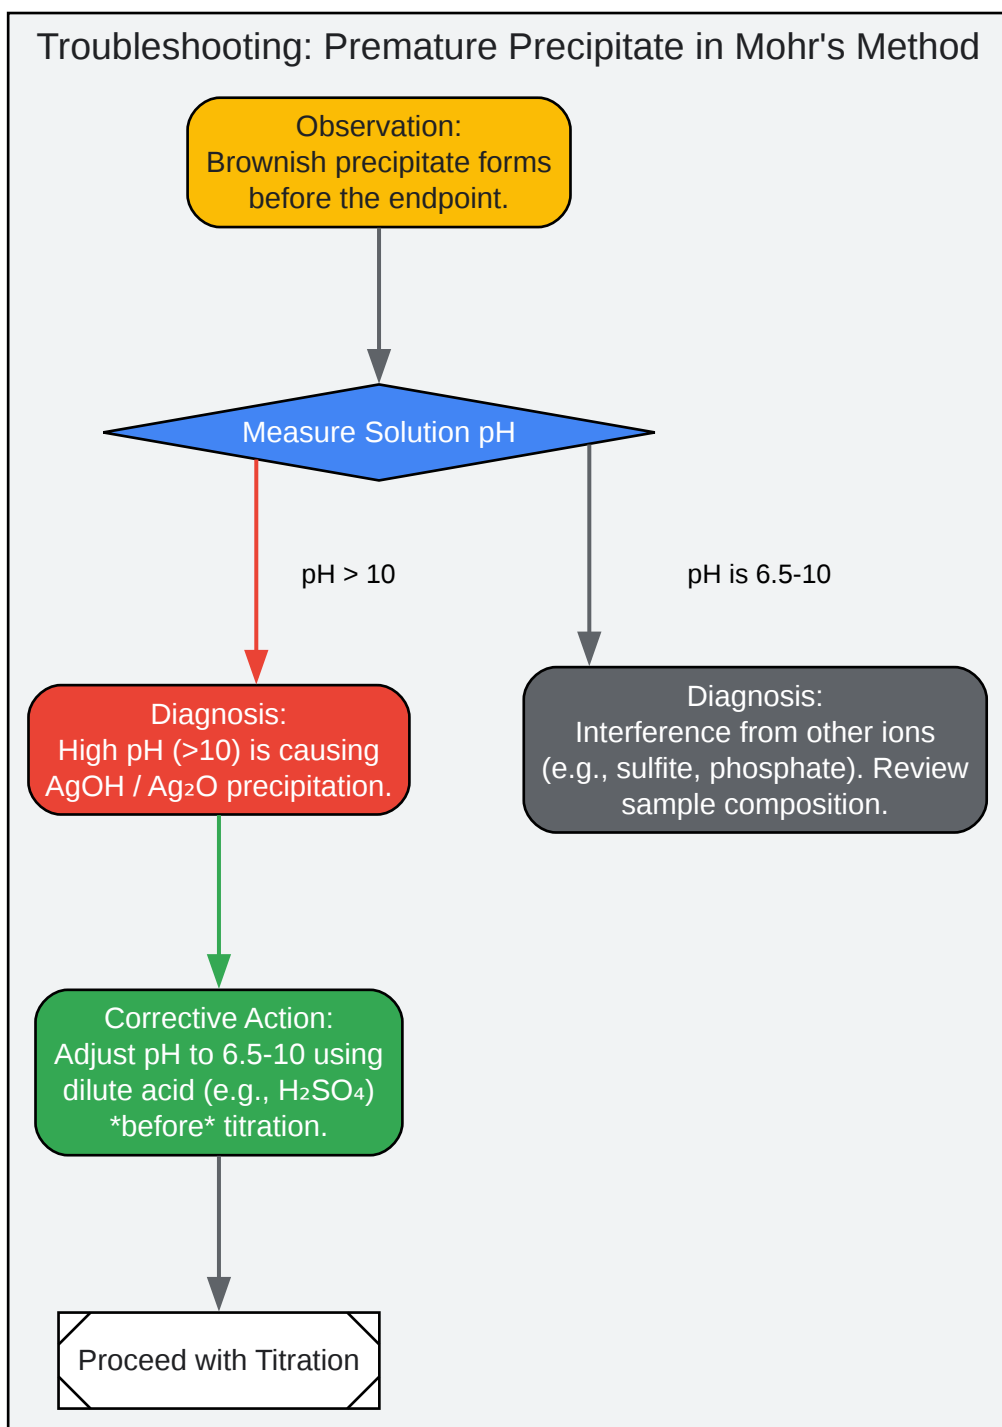 Troubleshooting: Premature Precipitate in Mohr's Method
Observation:
Brownish precipitate forms
before the endpoint.
Measure Solution pH
pH > 10
pH is 6.5-10
Diagnosis:
High pH (>10) is causing
AgOH / Ag₂O precipitation.
Diagnosis:
Interference from other ions
(e.g., sulfite, phosphate). Review
sample composition.
Corrective Action:
Adjust pH to 6.5-10 using
dilute acid (e.g., H₂SO₄)
*before* titration.
Proceed with Titration